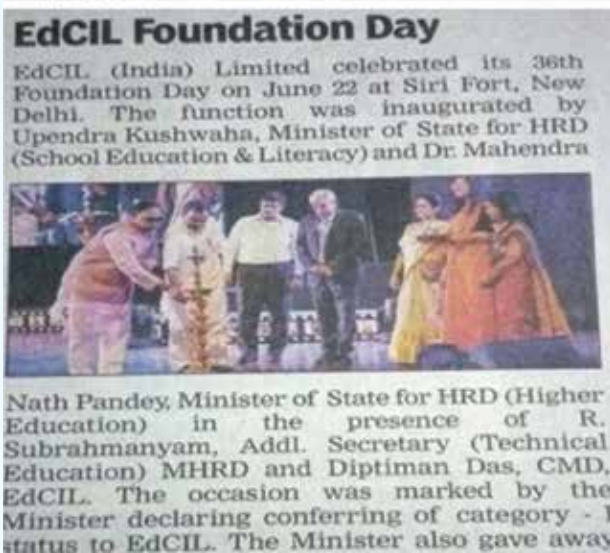 EdCIL Foundation Day
EdCIL (India) Limited celebrated its 36th
Foundation Day on June 22 at Siri Fort, New
Delhi. The function was inaugurated by
Upendra Kushwaha, Minister of State for HRD
(School Education & Literacy) and Dr. Mahendra
Nath Pandey, Minister of State for HRD (Higher
Education) in the presence of R.
Subrahmanyam, Addl. Secretary (Technical
Education) MHRD and Diptiman Das, CMD,
EdCIL. The occasion was marked by the
Minister declaring conferring of category - I
status to EdCIL. The Minister also gave away